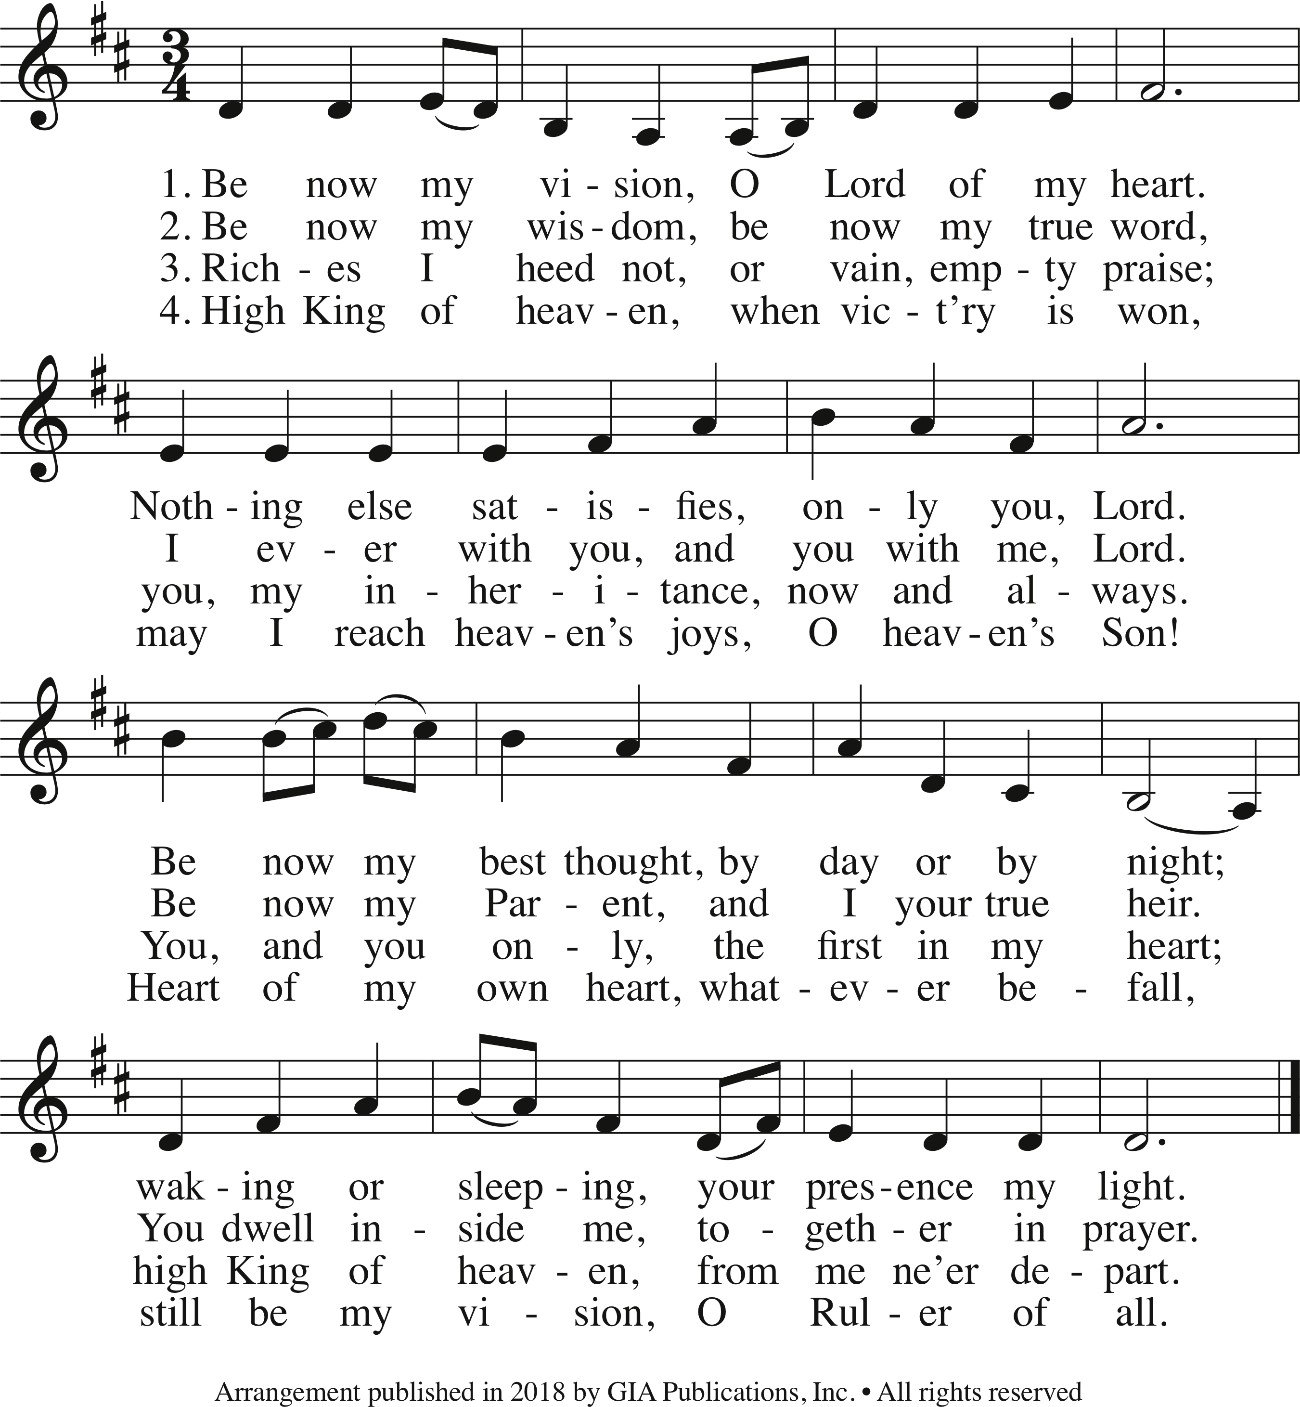 1. Be now my vi - sion, O Lord of my heart.
2. Be now my wis - dom, be now my true word,
3. Rich - es I heed not, or vain, emp - ty praise;
4. High King of heav - en, when vic - t’ry is won,
Noth - ing else sat - is - fies, on - ly you, Lord.
I ev - er with you, and you with me, Lord.
you, my in - her - i - tance, now and al - ways.
may I reach heav - en’s joys, O heav - en’s Son!
Be now my best thought, by day or by night;
Be now my Par - ent, and I your true heir.
You, and you on - ly, the first in my heart;
Heart of my own heart, what - ev - er be - fall,
wak - ing or sleep - ing, your pres - ence my light.
You dwell in - side me, to - geth - er in prayer.
high King of heav - en, from me ne’er de - part.
still be my vi - sion, O Rul - er of all.
Arrangement published in 2018 by GIA Publications, Inc. • All rights reserved